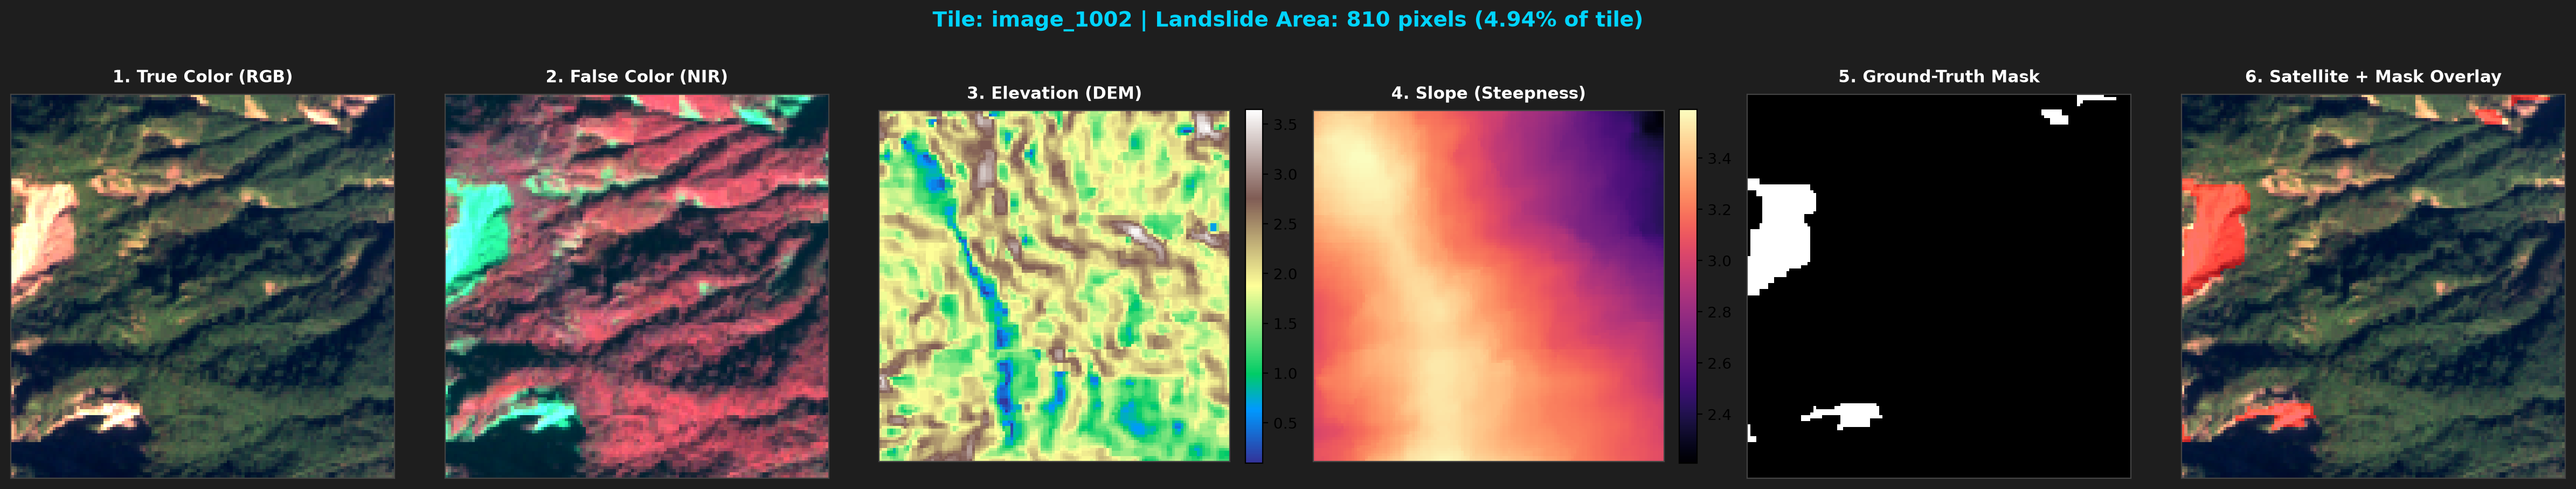 Tile: image_1002 | Landslide Area: 810 pixels (4.94% of tile)
1. True Color (RGB)
2. False Color (NIR)
3. Elevation (DEM)
4. Slope (Steepness)
5. Ground-Truth Mask
6. Satellite + Mask Overlay
3.5
3.0
2.5
2.0
1.5
1.0
0.5
3.4
3.2
3.0
2.8
2.6
2.4